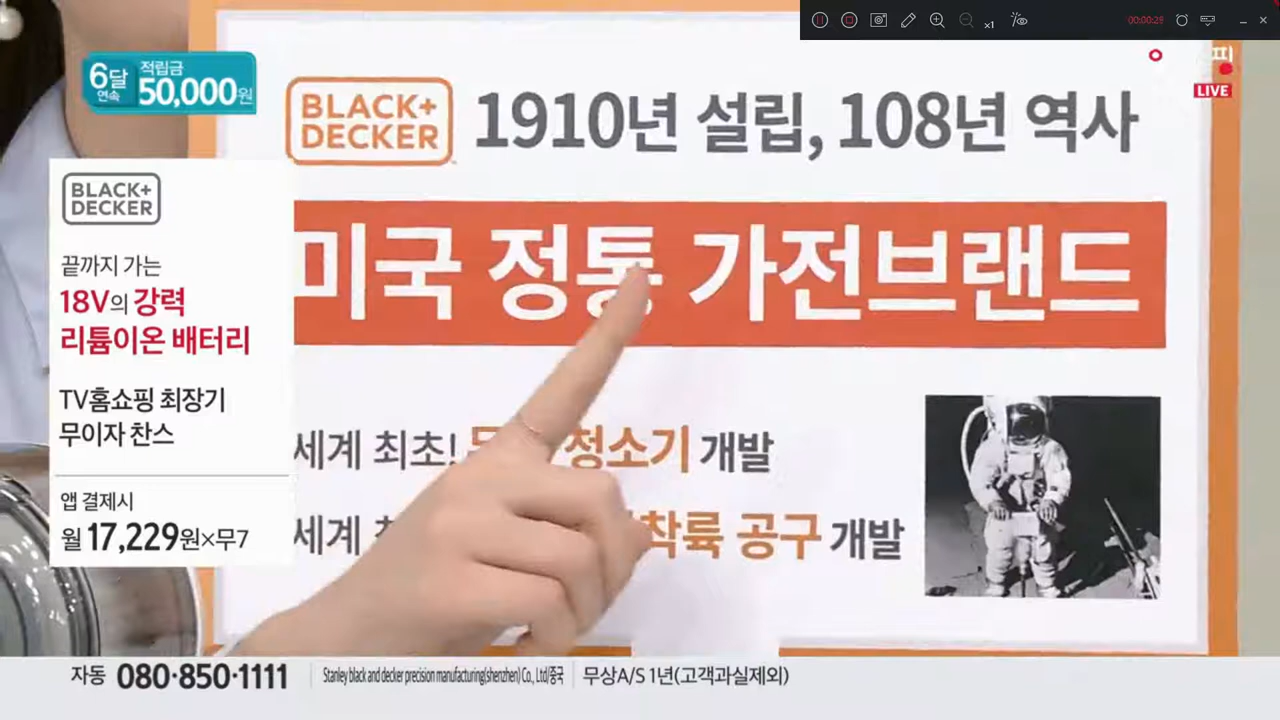 x1
00:00:29
LIVE
6달
연속
적립금
50,000원
BLACK+
DECKER
1910년 설립, 108년 역사
미국 정통 가전브랜드
세계 최초! 청소기 개발
세계 착륙 공구 개발
BLACK+
DECKER
끝까지 가는
18V의 강력
리튬이온 배터리
TV홈쇼핑 최장기
무이자 찬스
앱 결제시
월 17,229원×무7
자동 080·850·1111
Stanley black and decker precision manufacturing(shenzhen) Co., Ltd/중국
무상A/S 1년(고객과실제외)